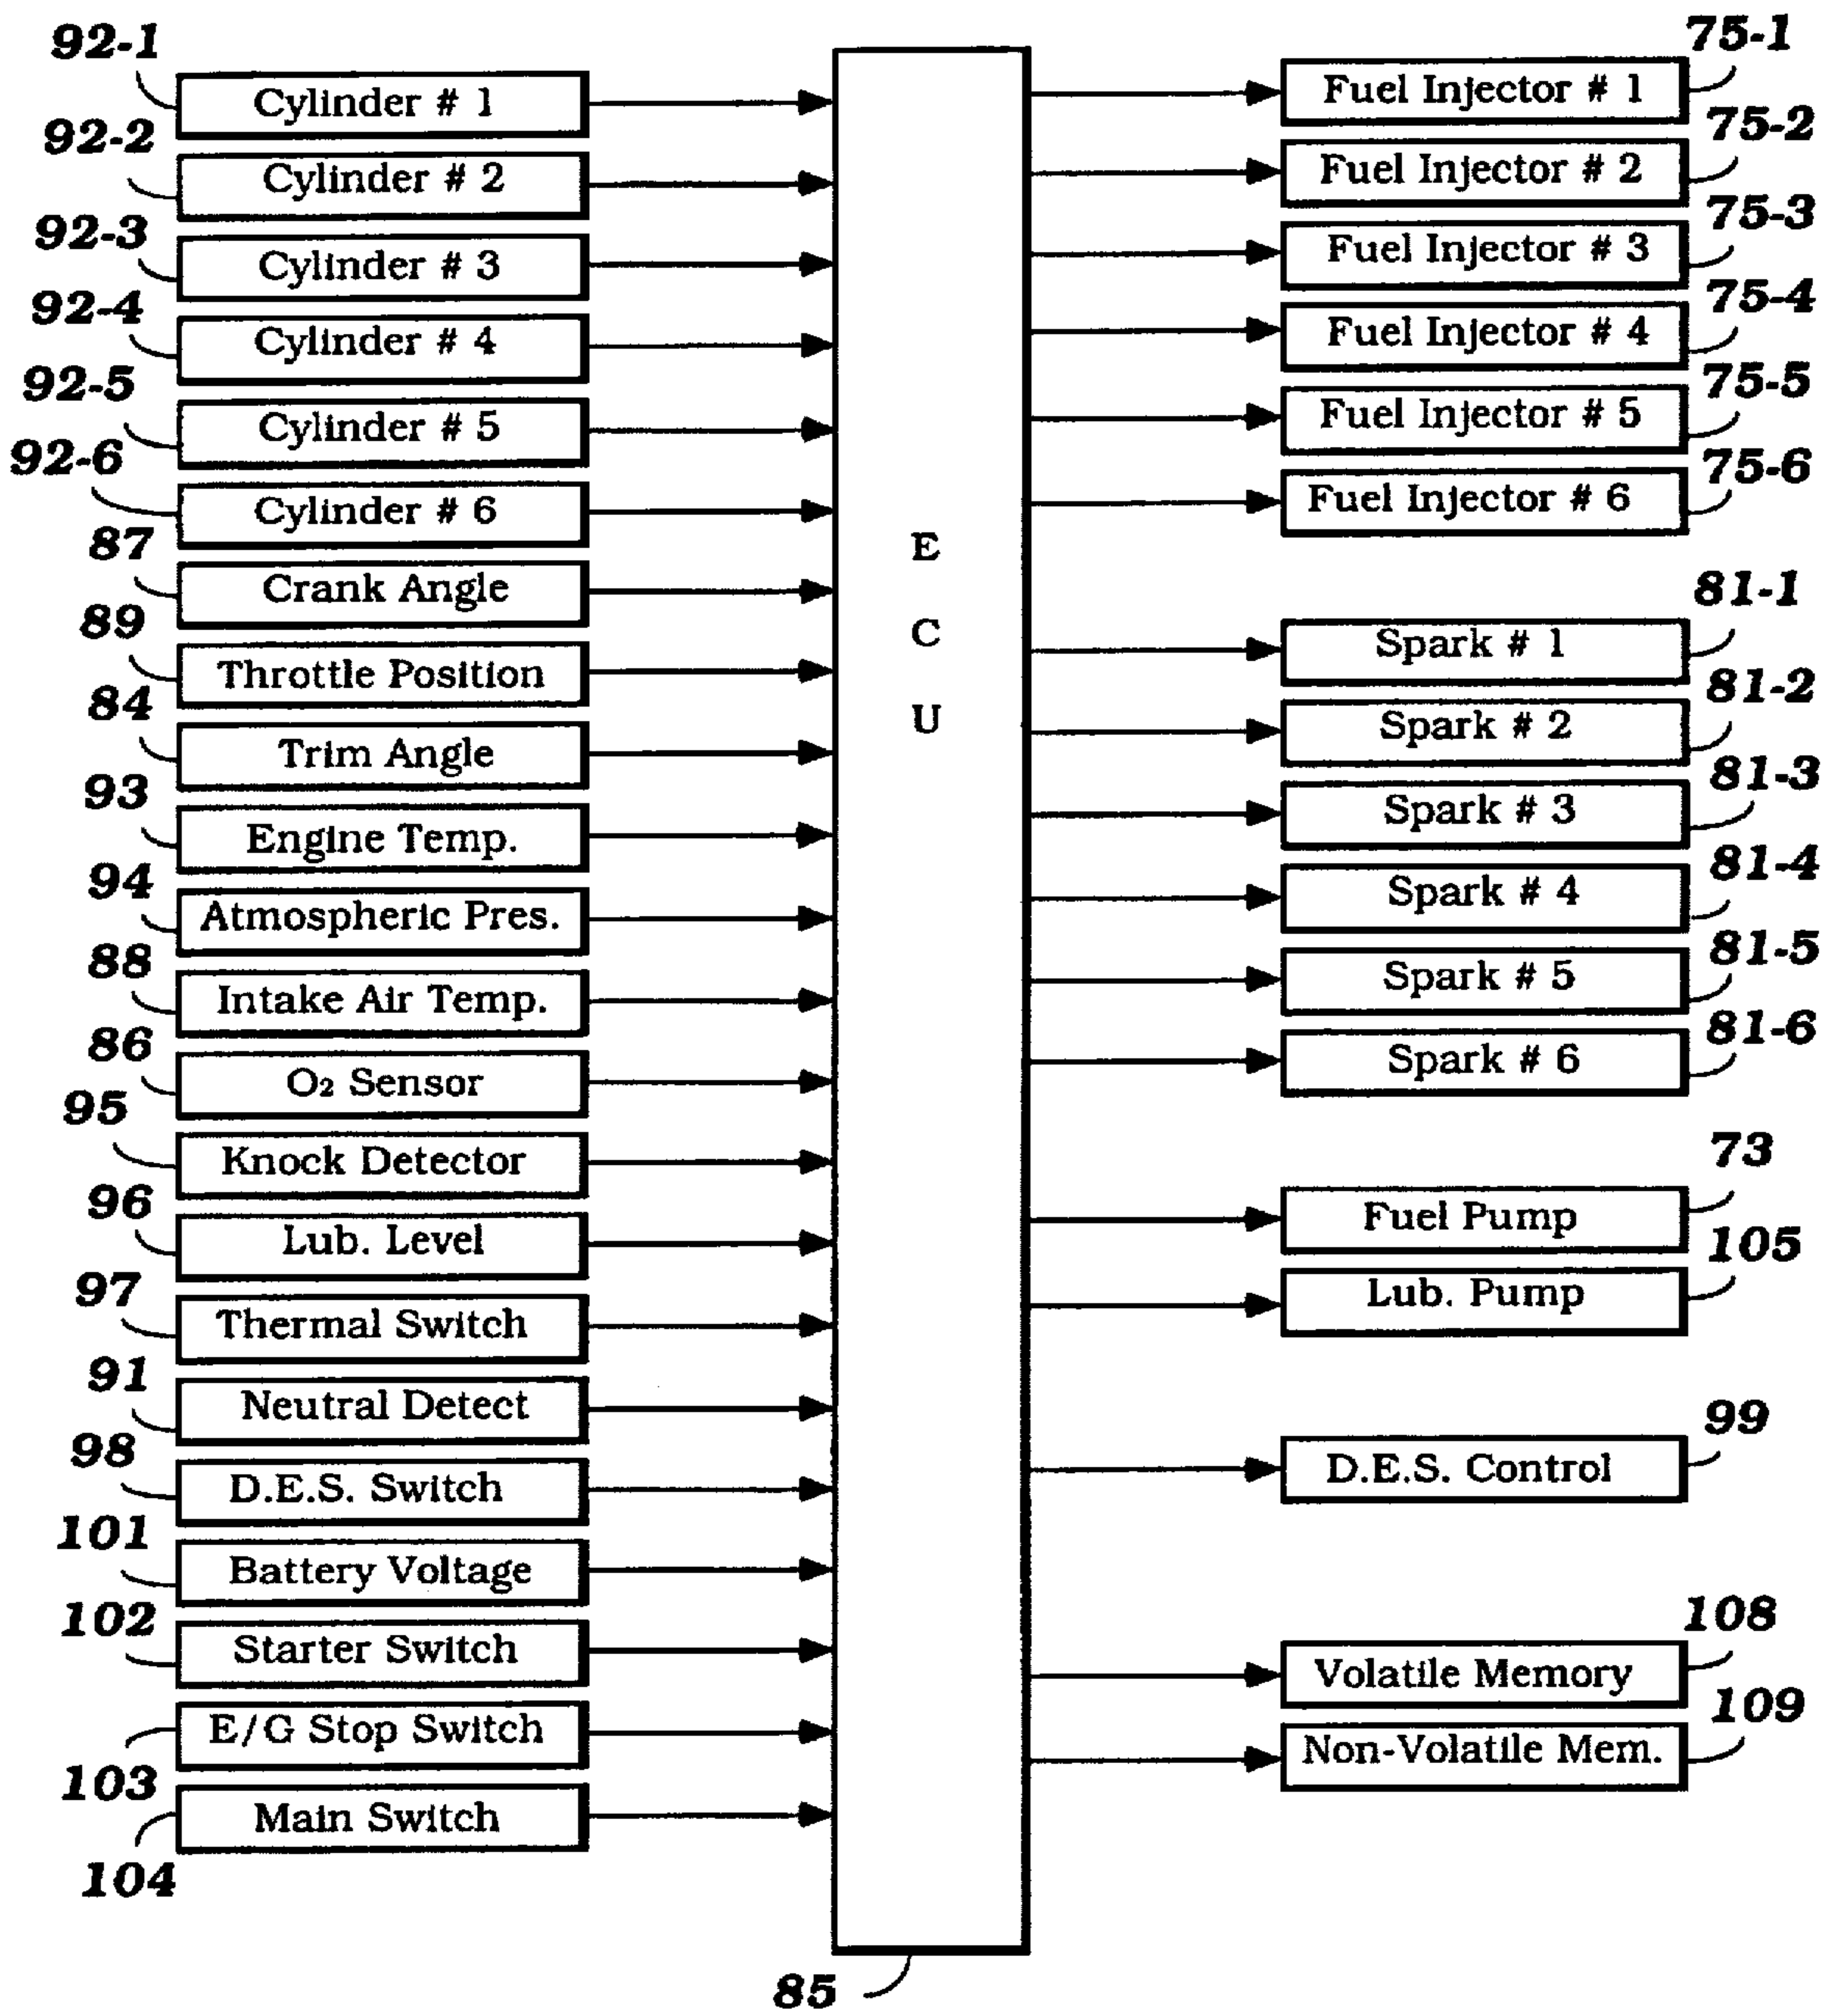 92-1
Cylinder # 1
92-2
Cylinder # 2
92-3
Cylinder # 3
92-4
Cylinder # 4
92-5
Cylinder # 5
92-6
Cylinder # 6
87
Crank Angle
89
Throttle Position
84
Trim Angle
93
Engine Temp.
94
Atmospheric Pres.
88
Intake Air Temp.
86
O₂ Sensor
95
Knock Detector
96
Lub. Level
97
Thermal Switch
91
Neutral Detect
98
D.E.S. Switch
101
Battery Voltage
102
Starter Switch
E/G Stop Switch
103
Main Switch
104
E
C
U
85
75-1
Fuel Injector # 1
75-2
Fuel Injector # 2
75-3
Fuel Injector # 3
75-4
Fuel Injector # 4
75-5
Fuel Injector # 5
75-6
Fuel Injector # 6
81-1
Spark # 1
81-2
Spark # 2
81-3
Spark # 3
81-4
Spark # 4
81-5
Spark # 5
81-6
Spark # 6
73
Fuel Pump
105
Lub. Pump
99
D.E.S. Control
108
Volatile Memory
109
Non-Volatile Mem.